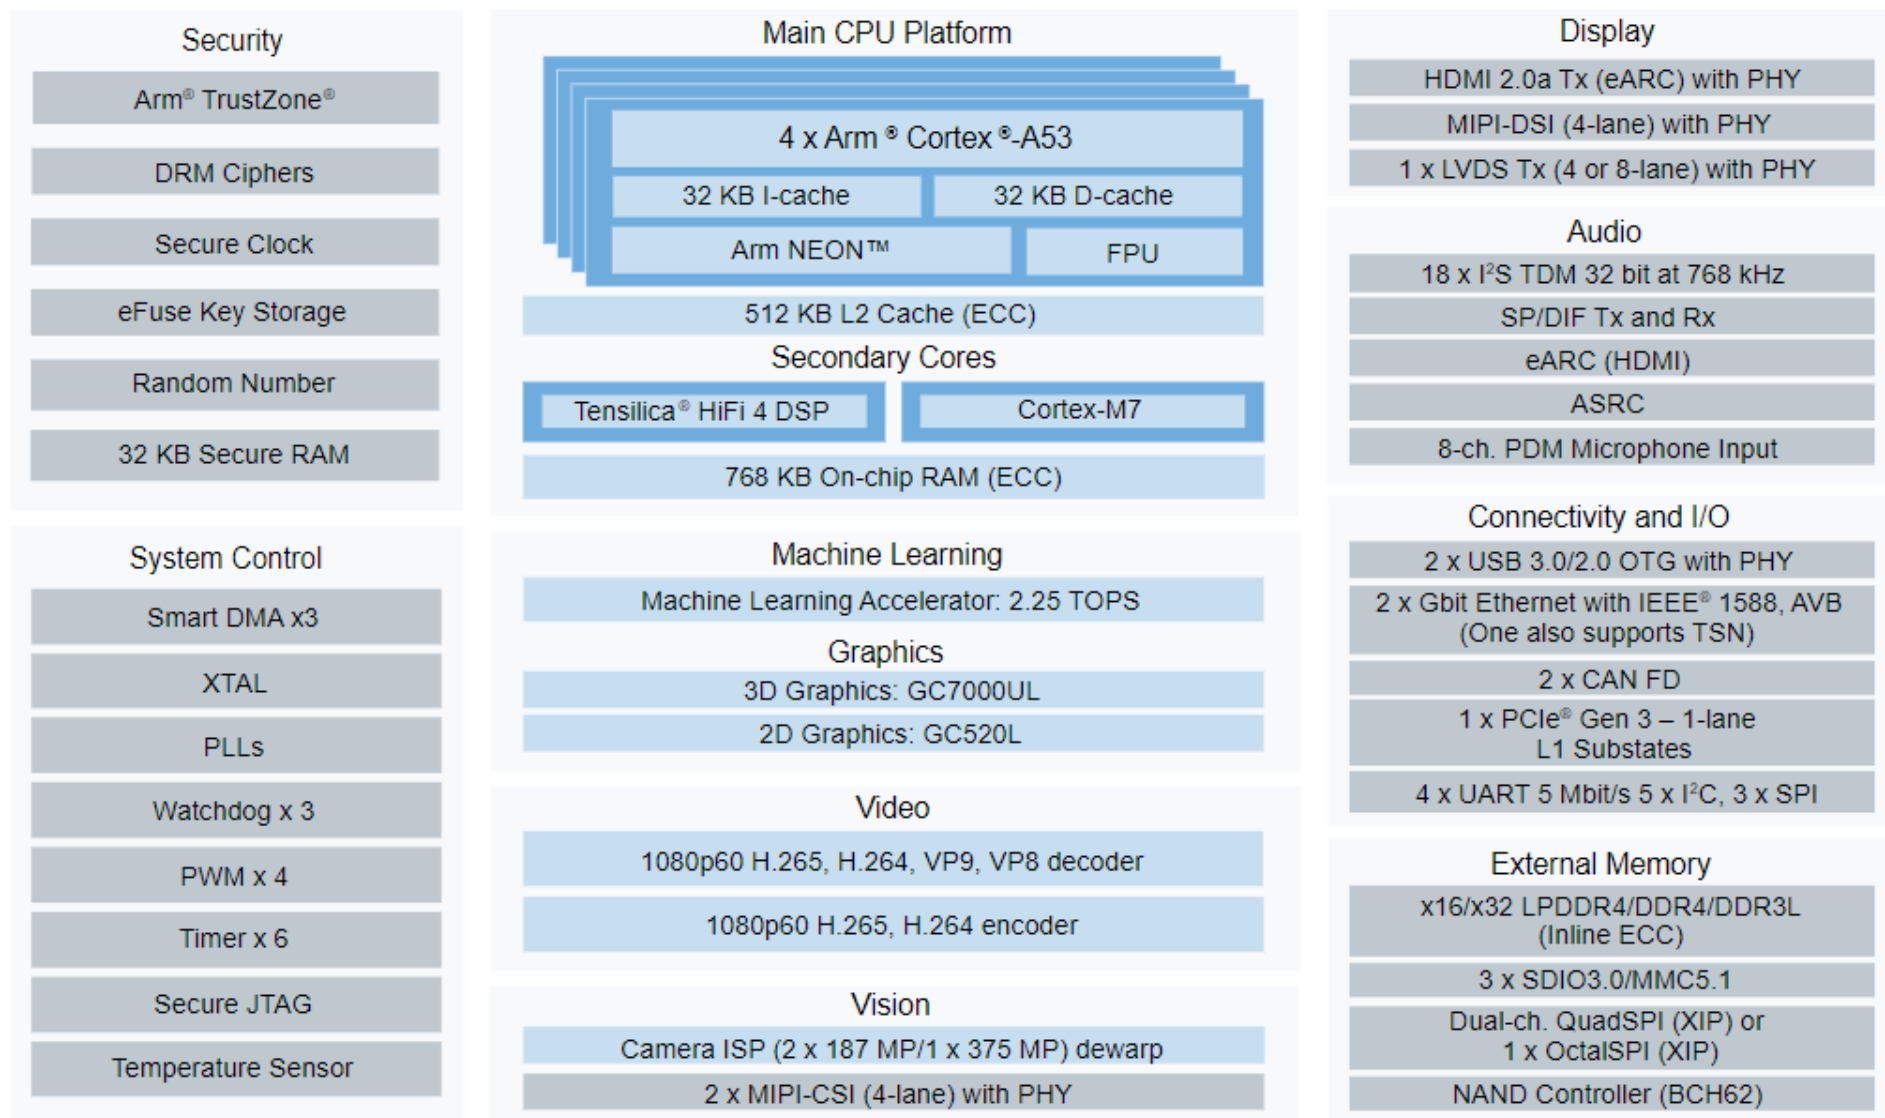 Security
Arm® TrustZone®
DRM Ciphers
Secure Clock
eFuse Key Storage
Random Number
32 KB Secure RAM
System Control
Smart DMA x3
XTAL
PLLs
Watchdog x 3
PWM x 4
Timer x 6
Secure JTAG
Temperature Sensor
Main CPU Platform
4 x Arm ® Cortex ®-A53
32 KB I-cache
32 KB D-cache
Arm NEON™
FPU
512 KB L2 Cache (ECC)
Secondary Cores
Tensilica® HiFi 4 DSP
Cortex-M7
768 KB On-chip RAM (ECC)
Machine Learning
Machine Learning Accelerator: 2.25 TOPS
Graphics
3D Graphics: GC7000UL
2D Graphics: GC520L
Video
1080p60 H.265, H.264, VP9, VP8 decoder
1080p60 H.265, H.264 encoder
Vision
Camera ISP (2 x 187 MP/1 x 375 MP) dewarp
2 x MIPI-CSI (4-lane) with PHY
Display
HDMI 2.0a Tx (eARC) with PHY
MIPI-DSI (4-lane) with PHY
1 x LVDS Tx (4 or 8-lane) with PHY
Audio
18 x I²S TDM 32 bit at 768 kHz
SP/DIF Tx and Rx
eARC (HDMI)
ASRC
8-ch. PDM Microphone Input
Connectivity and I/O
2 x USB 3.0/2.0 OTG with PHY
2 x Gbit Ethernet with IEEE® 1588, AVB
(One also supports TSN)
2 x CAN FD
1 x PCIe® Gen 3 – 1-lane
L1 Substates
4 x UART 5 Mbit/s 5 x I²C, 3 x SPI
External Memory
x16/x32 LPDDR4/DDR4/DDR3L
(Inline ECC)
3 x SDIO3.0/MMC5.1
Dual-ch. QuadSPI (XIP) or
1 x OctalSPI (XIP)
NAND Controller (BCH62)